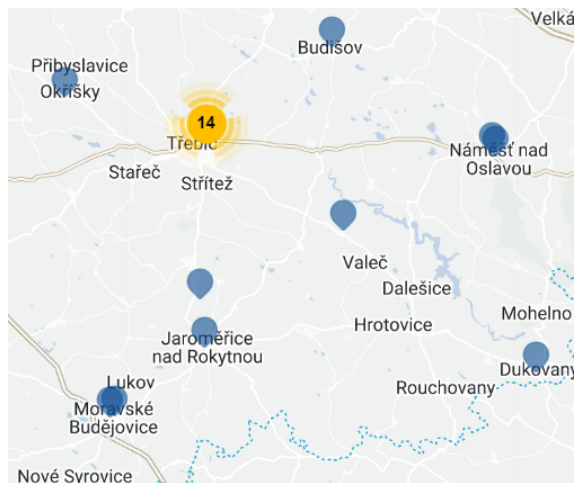 Velká
Budišov
Přibyslavice
Okříšky
14
Třebíč
Náměšť nad
Oslavou
Stařeč
Střítež
Valeč
Dalešice
Mohelno
Hrotovice
Jaroměřice
nad Rokytnou
Dukovany
Lukov
Rouchovany
Moravské
Budějovice
Nové Syrovice